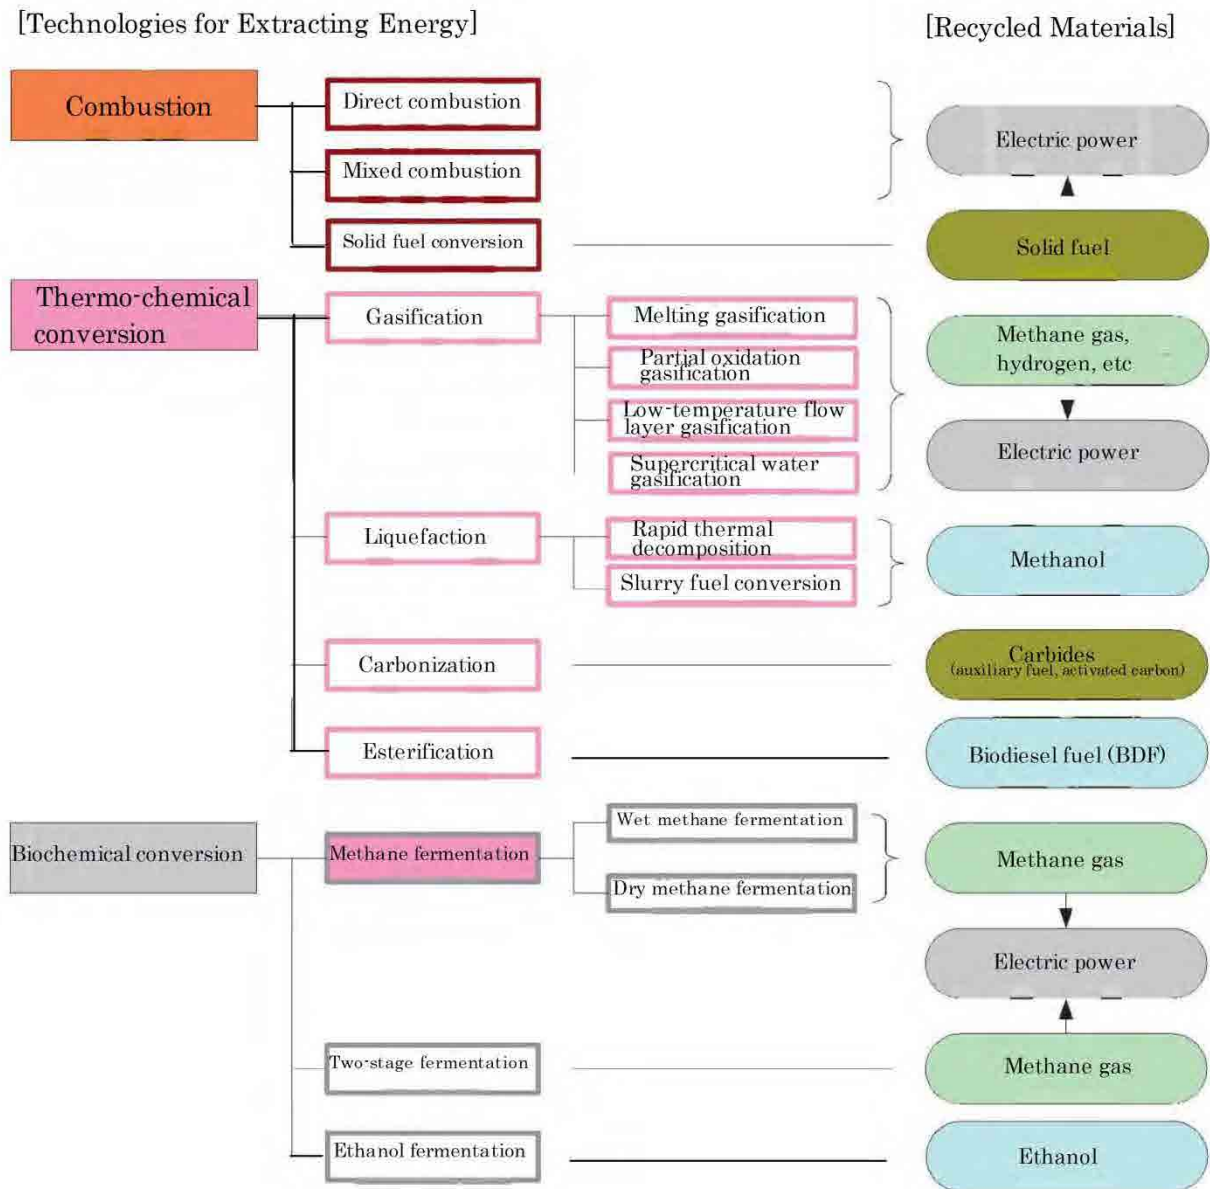 [Technologies for Extracting Energy]
[Recycled Materials]
Combustion
Direct combustion
Mixed combustion
Solid fuel conversion
Electric power
Solid fuel
Thermo-chemical
conversion
Gasification
Melting gasification
Partial oxidation
gasification
Low-temperature flow
layer gasification
Supercritical water
gasification
Methane gas,
hydrogen, etc
Electric power
Liquefaction
Rapid thermal
decomposition
Slurry fuel conversion
Methanol
Carbonization
Carbides
(auxiliary fuel, activated carbon)
Esterification
Biodiesel fuel (BDF)
Biochemical conversion
Methane fermentation
Wet methane fermentation
Dry methane fermentation
Methane gas
Electric power
Two-stage fermentation
Methane gas
Ethanol fermentation
Ethanol